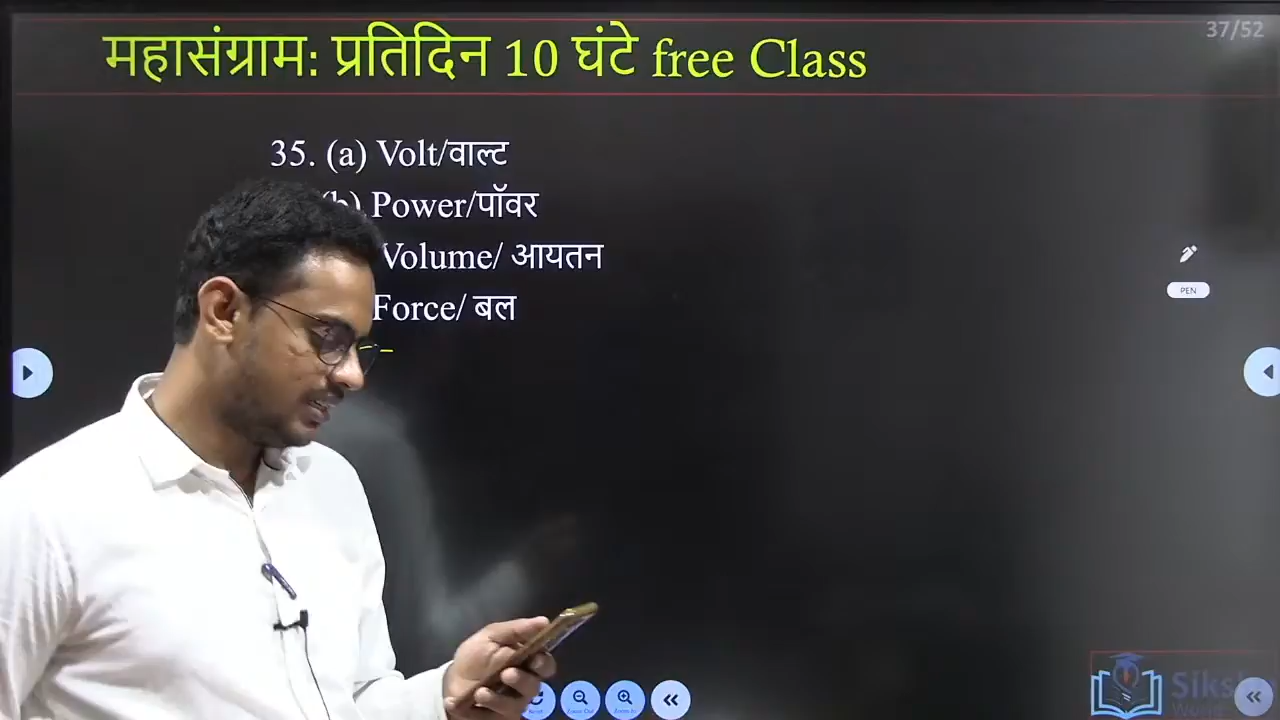 37/52
महासंग्राम: प्रतिदिन 10 घंटे free Class
35. (a) Volt/वाल्ट
(b) Power/पॉवर
Volume/ आयतन
Force/ बल
PEN